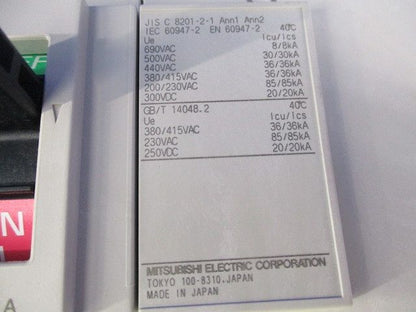 JIS C 8201-2-1 Ann1 Ann2
IEC 60947-2 EN 60947-2 40℃
Ue Icu/Ics
690VAC 8/8kA
500VAC 30/30kA
440VAC 36/36kA
380/415VAC 36/36kA
200/230VAC 85/85kA
300VDC 20/20kA
GB/T 14048.2 40℃
Ue Icu/Ics
380/415VAC 36/36kA
230VAC 85/85kA
250VDC 20/20kA
MITSUBISHI ELECTRIC CORPORATION
TOKYO 100-8310,JAPAN
MADE IN JAPAN
A